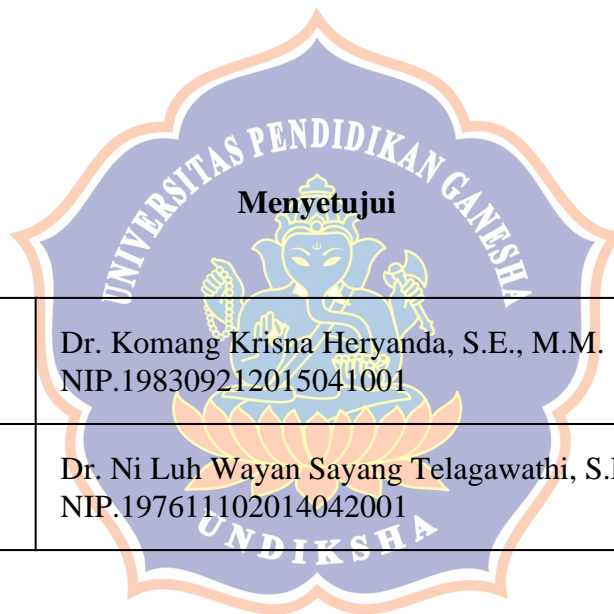 UNIVERSITAS PENDIDIKAN GANESHA
Menyetujui
Dr. Komang Krisna Heryanda, S.E., M.M.
NIP.198309212015041001
Dr. Ni Luh Wayan Sayang Telagawathi, S.
NIP.197611102014042001
UNDIKSHA